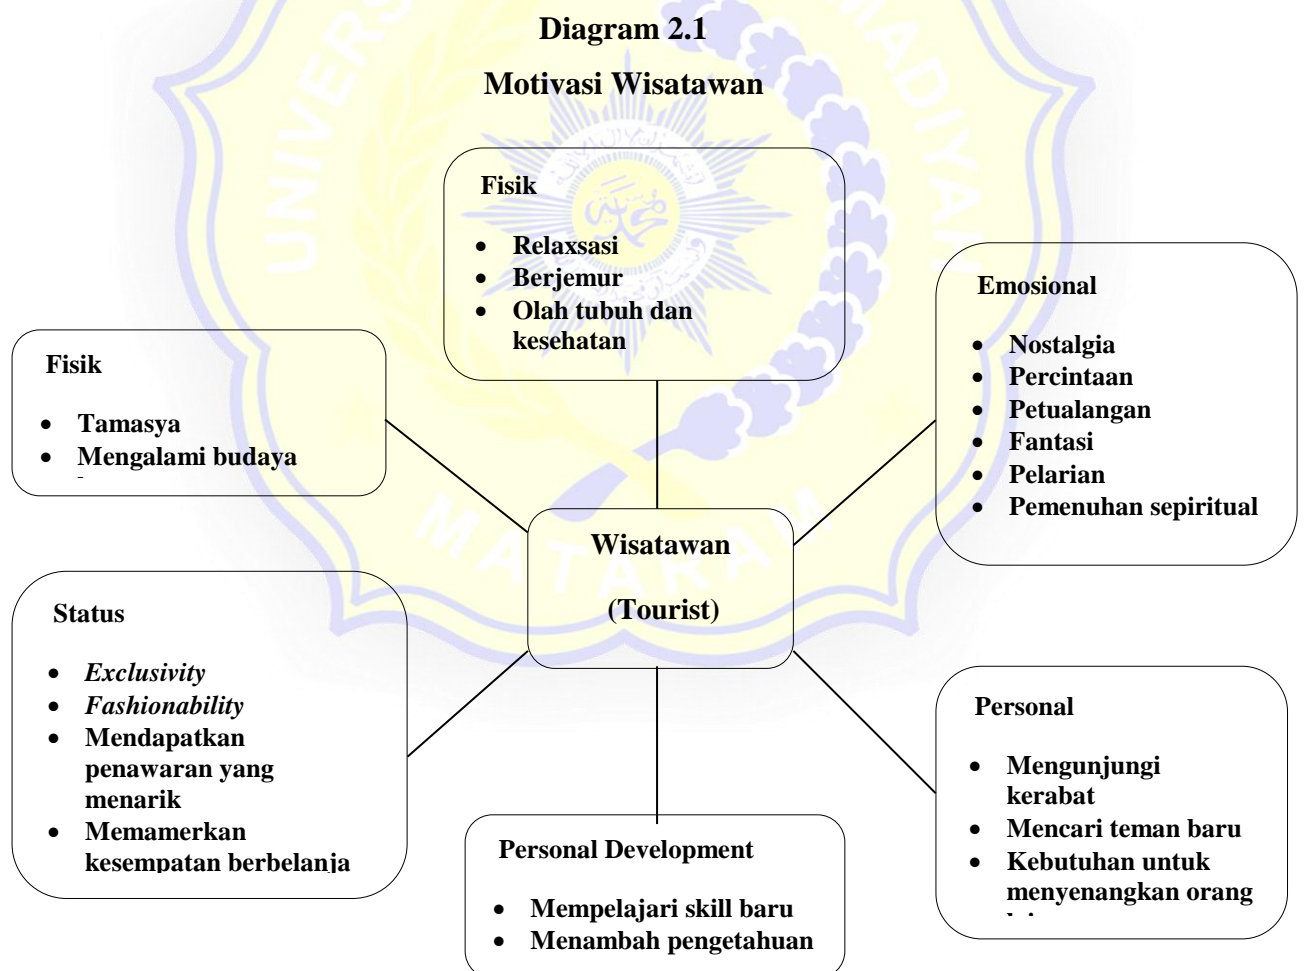 Diagram 2.1
Motivasi Wisatawan
Fisik
• Relaxsasi
• Berjemur
• Olah tubuh dan
kesehatan
Emosional
• Nostalgia
• Percintaan
• Petualangan
• Fantasi
• Pelarian
• Pemenuhan sepiritual
Fisik
• Tamasya
• Mengalami budaya
Wisatawan
(Tourist)
Status
• Exclusivity
• Fashionability
• Mendapatkan
penawaran yang
menarik
• Memamerkan
kesempatan berbelanja
Personal
• Mengunjungi
kerabat
• Mencari teman baru
• Kebutuhan untuk
menyenangkan orang
Personal Development
• Mempelajari skill baru
• Menambah pengetahuan
MATARAM